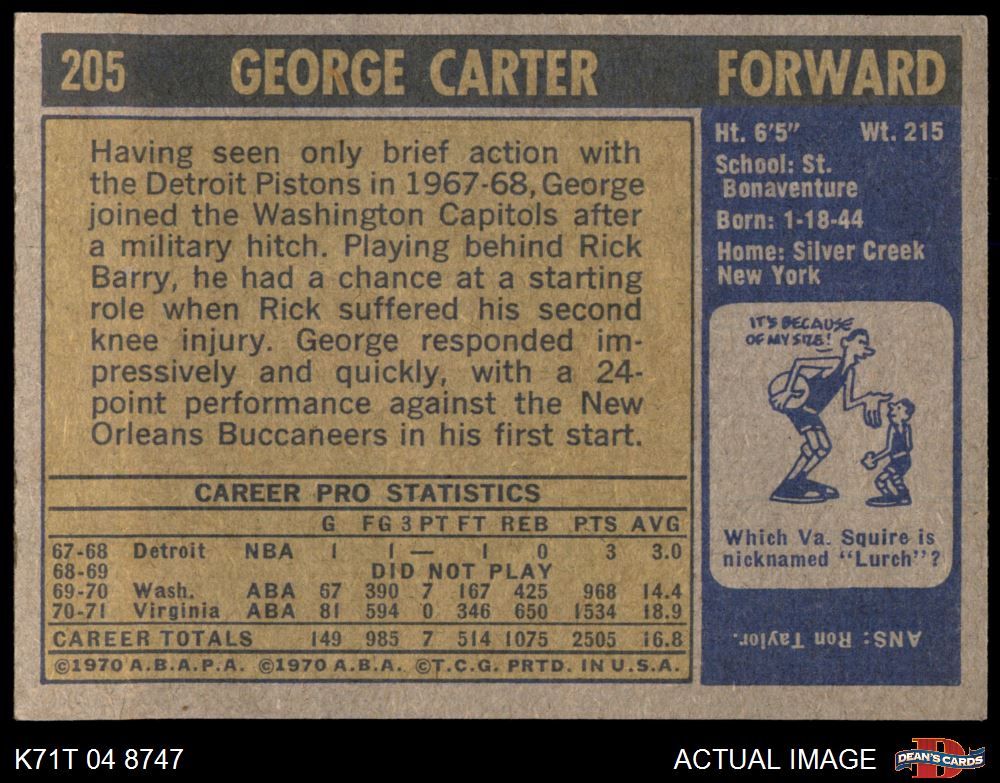 205 GEORGE CARTER FORWARD
Having seen only brief action with
the Detroit Pistons in 1967-68, George
joined the Washington Capitols after
a military hitch. Playing behind Rick
Barry, he had a chance at a starting
role when Rick suffered his second
knee injury. George responded im-
pressively and quickly, with a 24-
point performance against the New
Orleans Buccaneers in his first start.
CAREER PRO STATISTICS
G FG 3PT FT REB PTS AVG
67-68 Detroit NBA 1 1 — 1 0 3 3.0
68-69 DID NOT PLAY
69-70 Wash. ABA 67 390 7 167 425 968 14.4
70-71 Virginia ABA 81 594 0 346 650 1534 18.9
CAREER TOTALS 149 985 7 514 1075 2505 16.8
©1970 A.B.A.P.A. ©1970 A.B.A. ©T.C.G. PRTD. IN U.S.A.
Ht. 6'5" Wt. 215
School: St.
Bonaventure
Born: 1-18-44
Home: Silver Creek
New York
IT'S BECAUSE
OF MY SIZE!
Which Va. Squire is
nicknamed "Lurch"?
ANS: Ron Taylor.
K71T 04 8747 ACTUAL IMAGE
D
DEAN'S CARDS